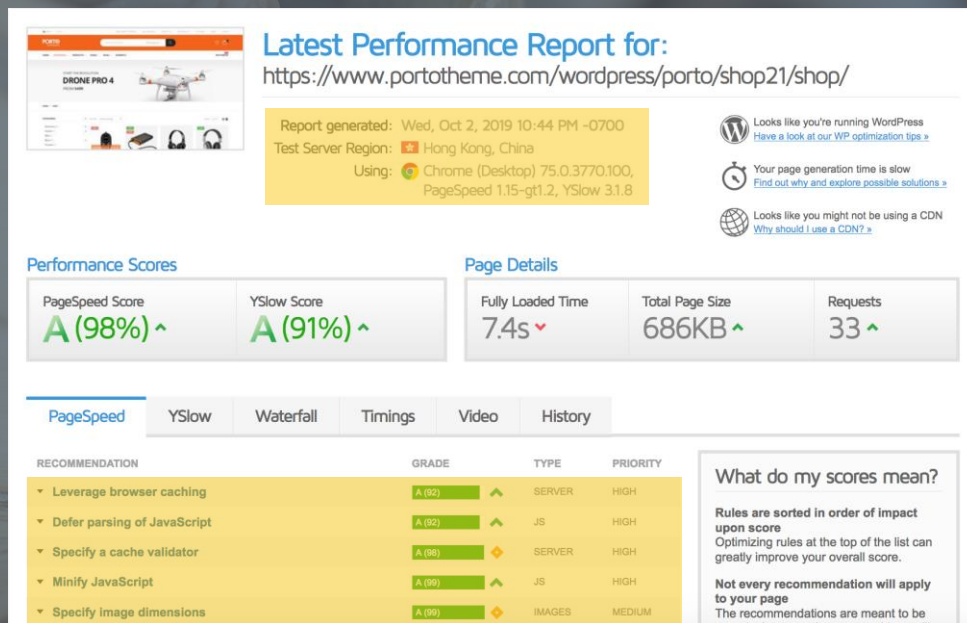 PORTO
DRONE PRO 4
Latest Performance Report for:
https://www.portotheme.com/wordpress/porto/shop21/shop/
Report generated: Wed, Oct 2, 2019 10:44 PM -0700
Test Server Region: Hong Kong, China
Using: Chrome (Desktop) 75.0.3770.100,
PageSpeed 1.15-gt1.2, YSlow 3.1.8
Looks like you're running WordPress
Have a look at our WP optimization tips »
Your page generation time is slow
Find out why and explore possible solutions »
Looks like you might not be using a CDN
Why should I use a CDN? »
Performance Scores
Page Details
PageSpeed Score
YSlow Score
Fully Loaded Time
Total Page Size
Requests
A (98%)
A (91%)
7.4s
686KB
33
PageSpeed YSlow Waterfall Timings Video History
RECOMMENDATION GRADE TYPE PRIORITY
Leverage browser caching A (92) SERVER HIGH
Defer parsing of JavaScript A (92) JS HIGH
Specify a cache validator A (98) SERVER HIGH
Minify JavaScript A (99) JS HIGH
Specify image dimensions A (99) IMAGES MEDIUM
What do my scores mean?
Rules are sorted in order of impact
upon score
Optimizing rules at the top of the list can
greatly improve your overall score.
Not every recommendation will apply
to your page
The recommendations are meant to be